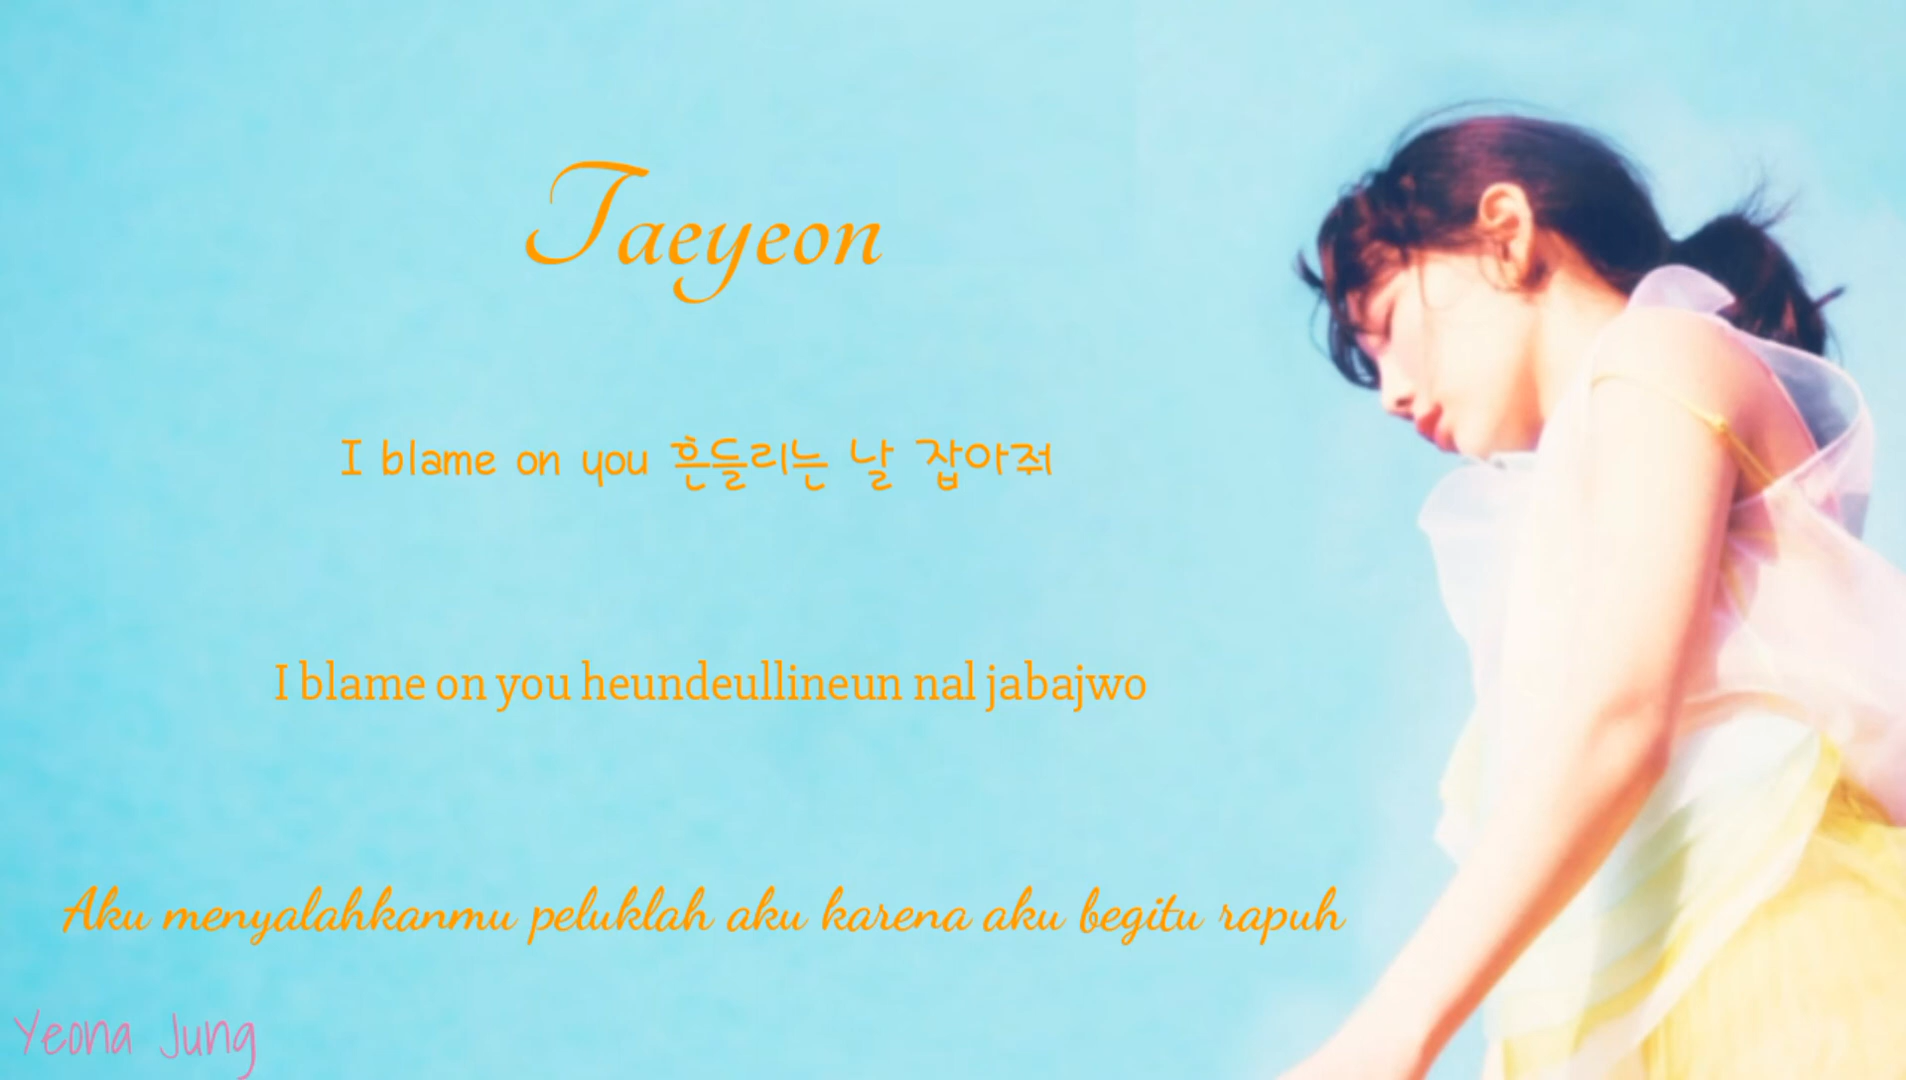 Taeyeon
I blame on you 흔들리는 날 잡아줘
I blame on you heundeullineun nal jabajwo
Aku menyalahkanmu peluklah aku karena aku begitu rapuh
Yeona Jung